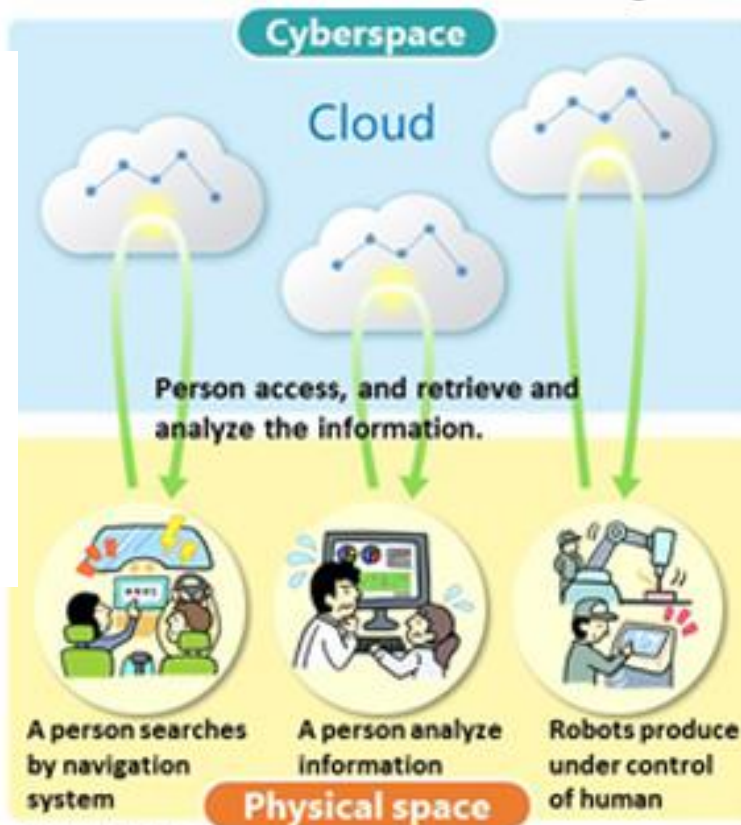 Cyberspace
Cloud
Person access, and retrieve and
analyze the information.
A person searches
by navigation
system
A person analyze
information
Robots produce
under control
of human
Physical space